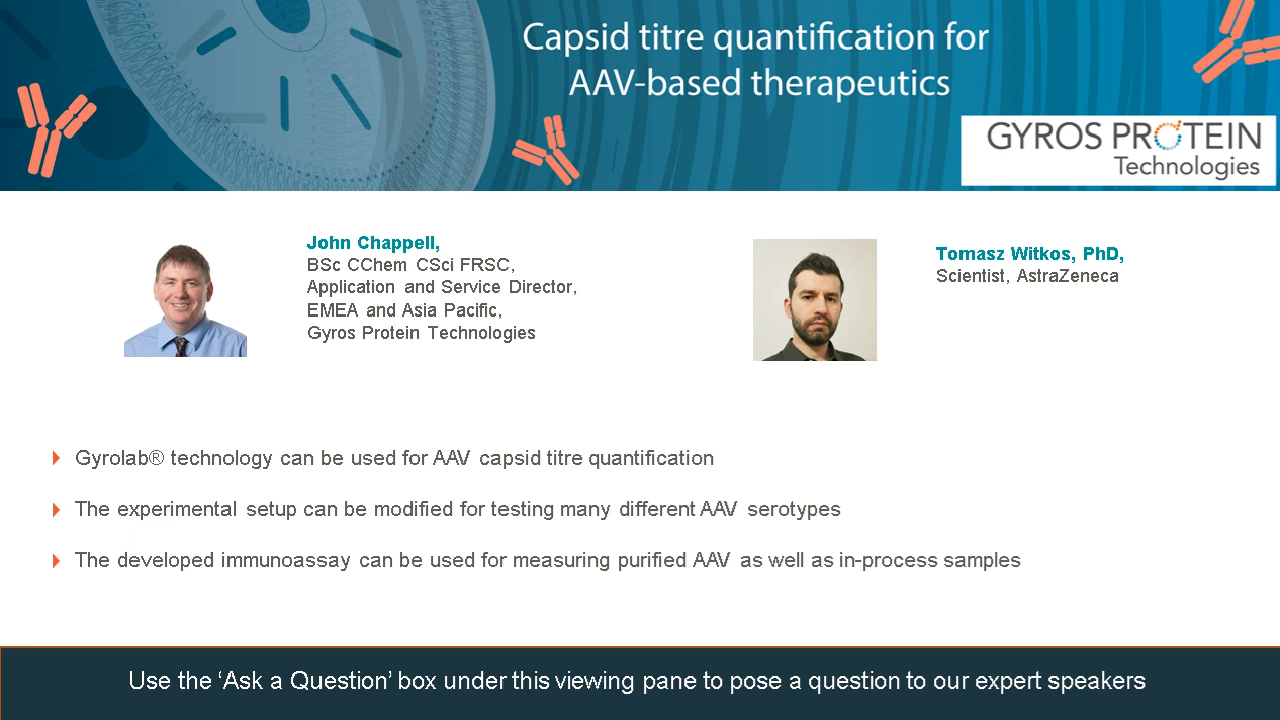 Capsid titre quantification for
AAV-based therapeutics
GYROS PROTEIN
Technologies
John Chappell,
BSc CChem CSci FRSC,
Application and Service Director,
EMEA and Asia Pacific,
Gyros Protein Technologies
Tomasz Witkos, PhD,
Scientist, AstraZeneca
Gyrolab® technology can be used for AAV capsid titre quantification
The experimental setup can be modified for testing many different AAV serotypes
The developed immunoassay can be used for measuring purified AAV as well as in-process samples
Use the ‘Ask a Question’ box under this viewing pane to pose a question to our expert speakers